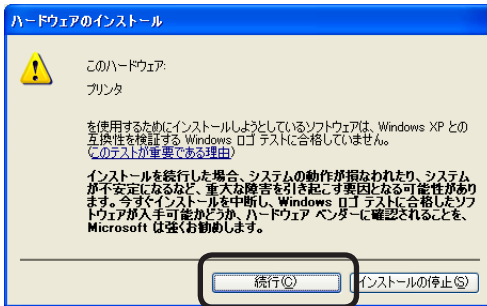 ハードウェアのインストール
このハードウェア:
プリンタ
を使用するためにインストールしようとしているソフトウェアは、Windows XP との
互換性を検証する Windows ロゴ テストに合格していません。
(このテストが重要である理由)
インストールを続行した場合、システムの動作が損なわれたり、システム
が不安定になるなど、重大な障害を引き起こす要因となる可能性があり
ます。今すぐインストールを中断し、Windows ロゴ テストに合格したソフ
トウェアが入手可能かどうか、ハードウェア ベンダーに確認されることを、
Microsoft は強くお勧めします。
続行(C) インストールの停止(S)